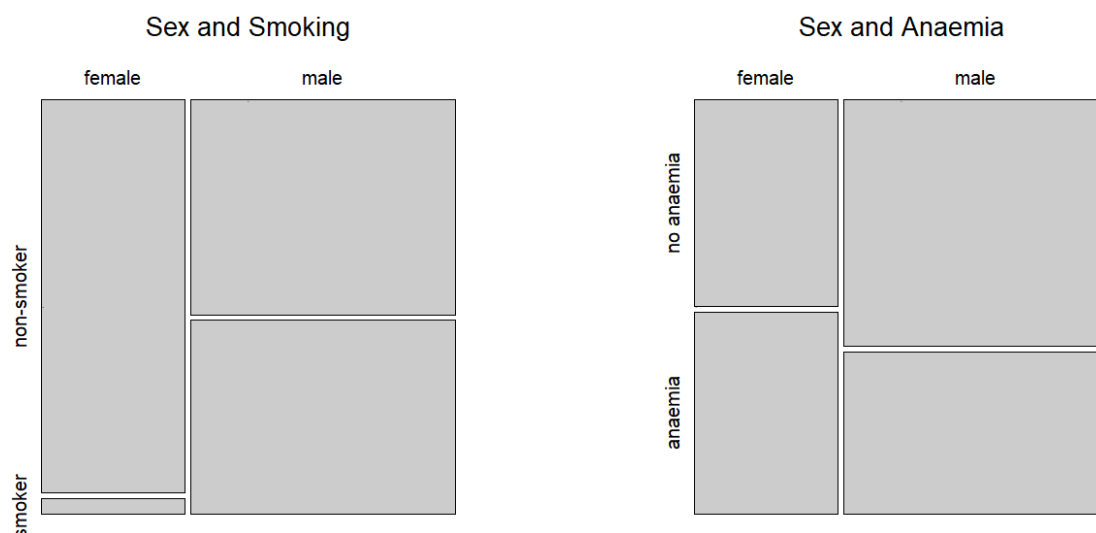 Sex and Smoking
female male
non-smoker
smoker
Sex and Anaemia
female male
no anaemia
anaemia